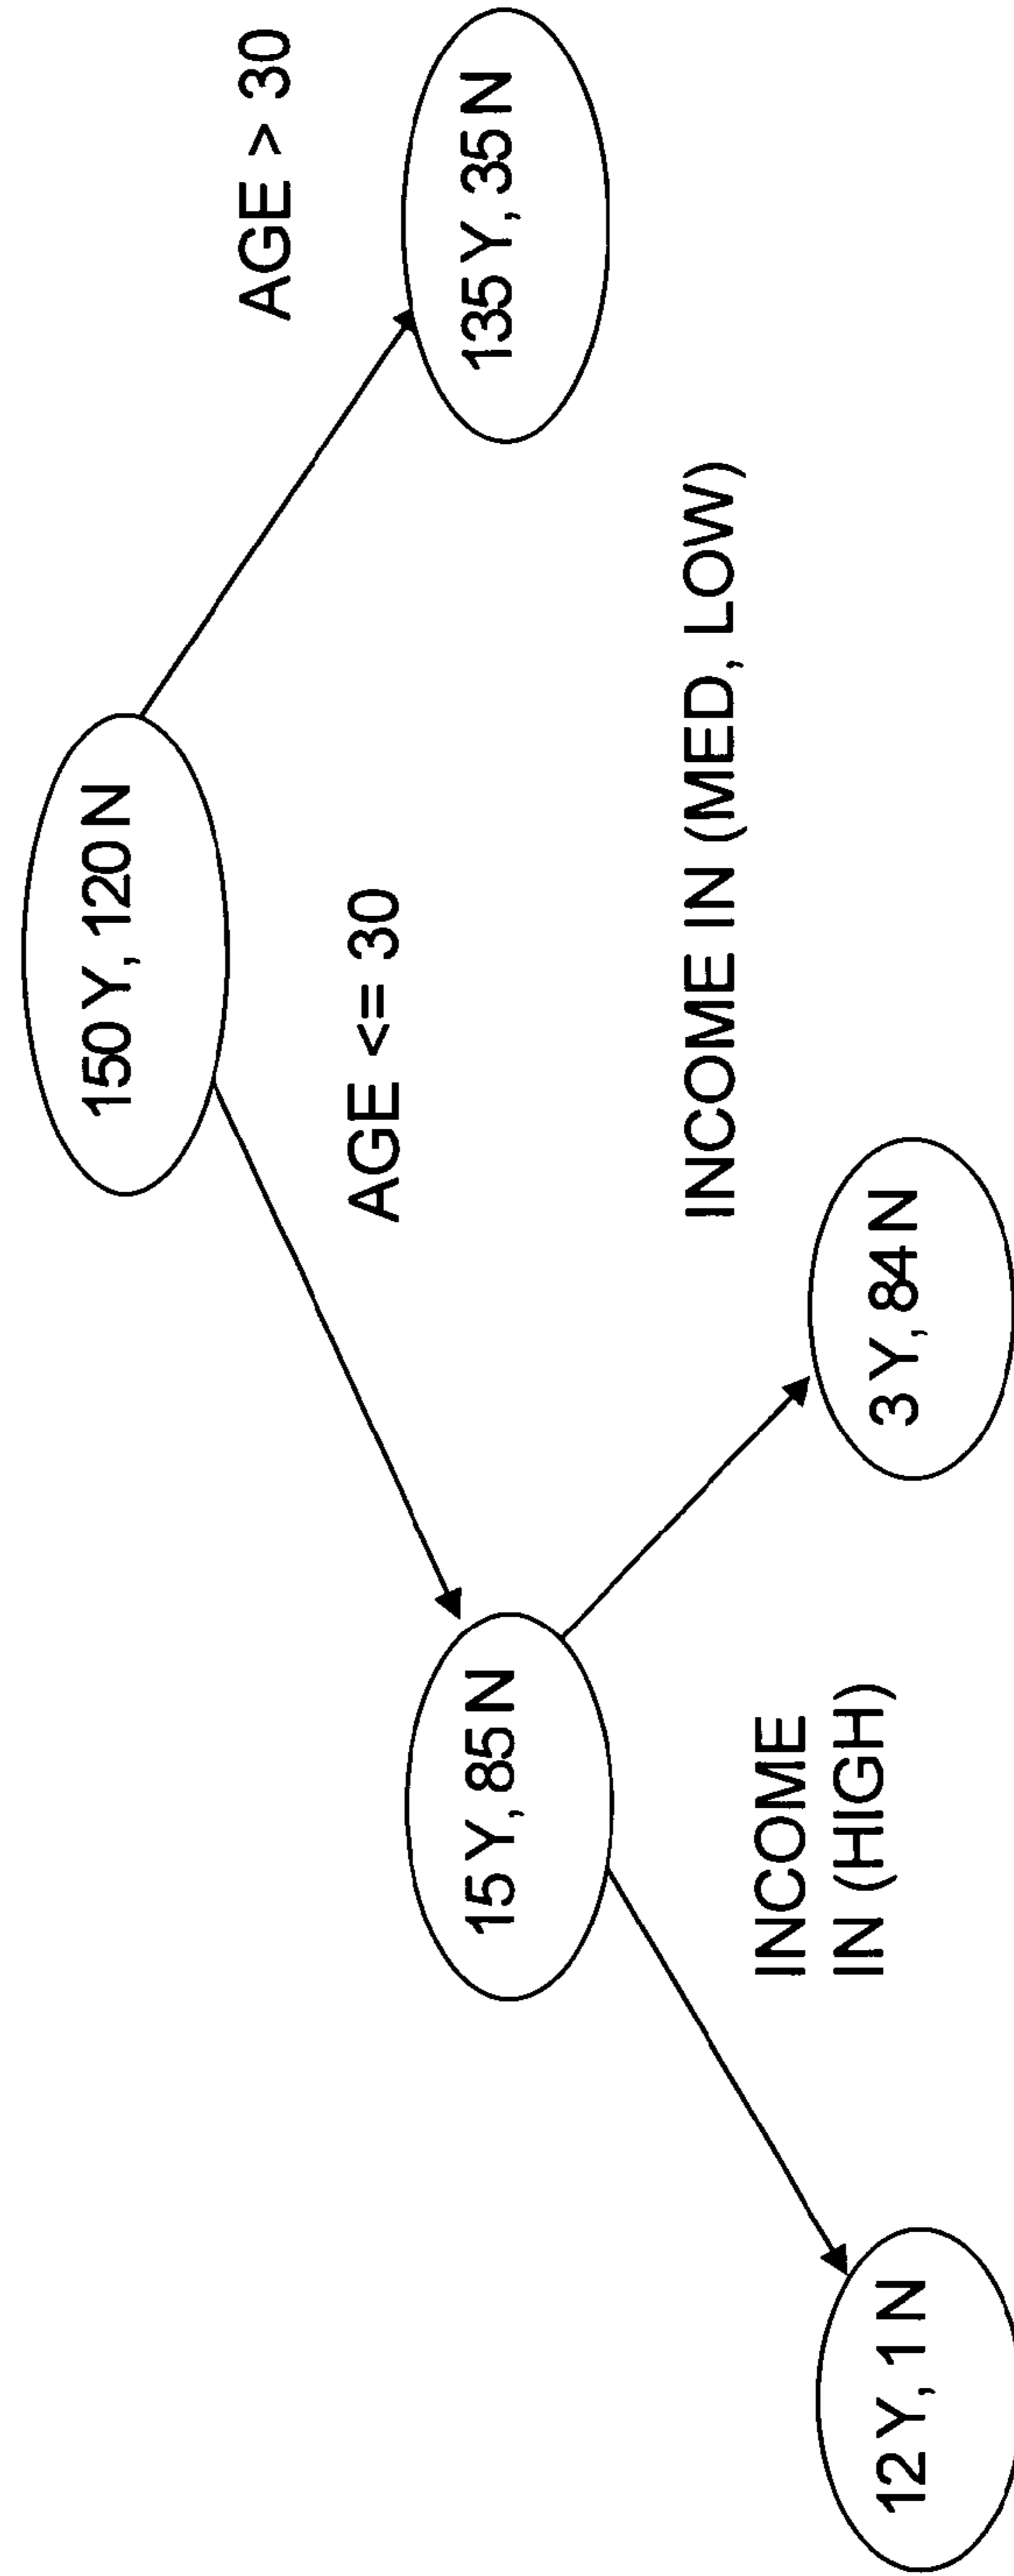 150 Y, 120 N
AGE > 30
AGE <= 30
15 Y, 85 N
135 Y, 35 N
INCOME IN (MED, LOW)
INCOME
IN (HIGH)
12 Y, 1 N
3 Y, 84 N